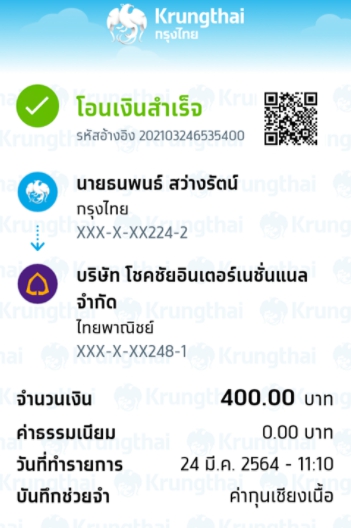 Krungthai
กรุงไทย
โอนเงินสำเร็จ
รหัสอ้างอิง 202103246535400
นายธนพนธ์ สว่างรัตน์
กรุงไทย
XXX-X-XX224-2
บริษัท โชคชัยอินเตอร์เนชั่นแนล
จำกัด
ไทยพาณิชย์
XXX-X-XX248-1
จำนวนเงิน 400.00 บาท
ค่าธรรมเนียม 0.00 บาท
วันที่ทำรายการ 24 มี.ค. 2564 - 11:10
บันทึกช่วยจำ คำทุนเชียงเนื้อ